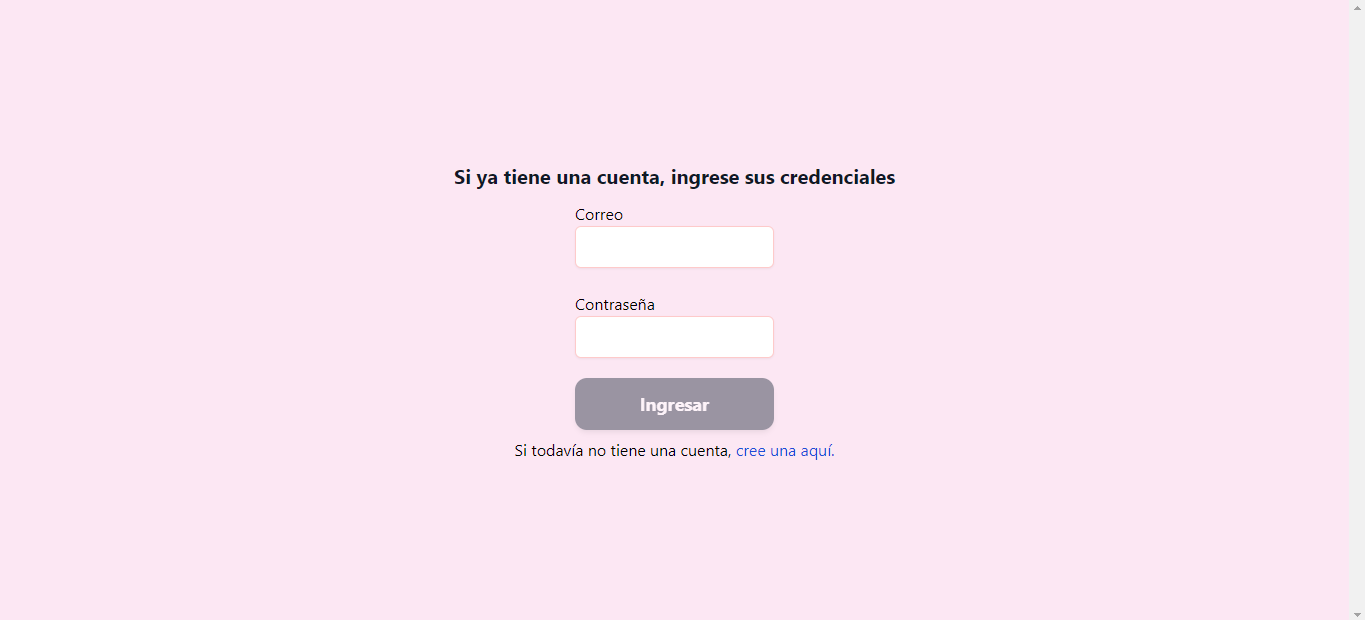 Si ya tiene una cuenta, ingrese sus credenciales
Correo
Contraseña
Ingresar
Si todavía no tiene una cuenta, cree una aquí.